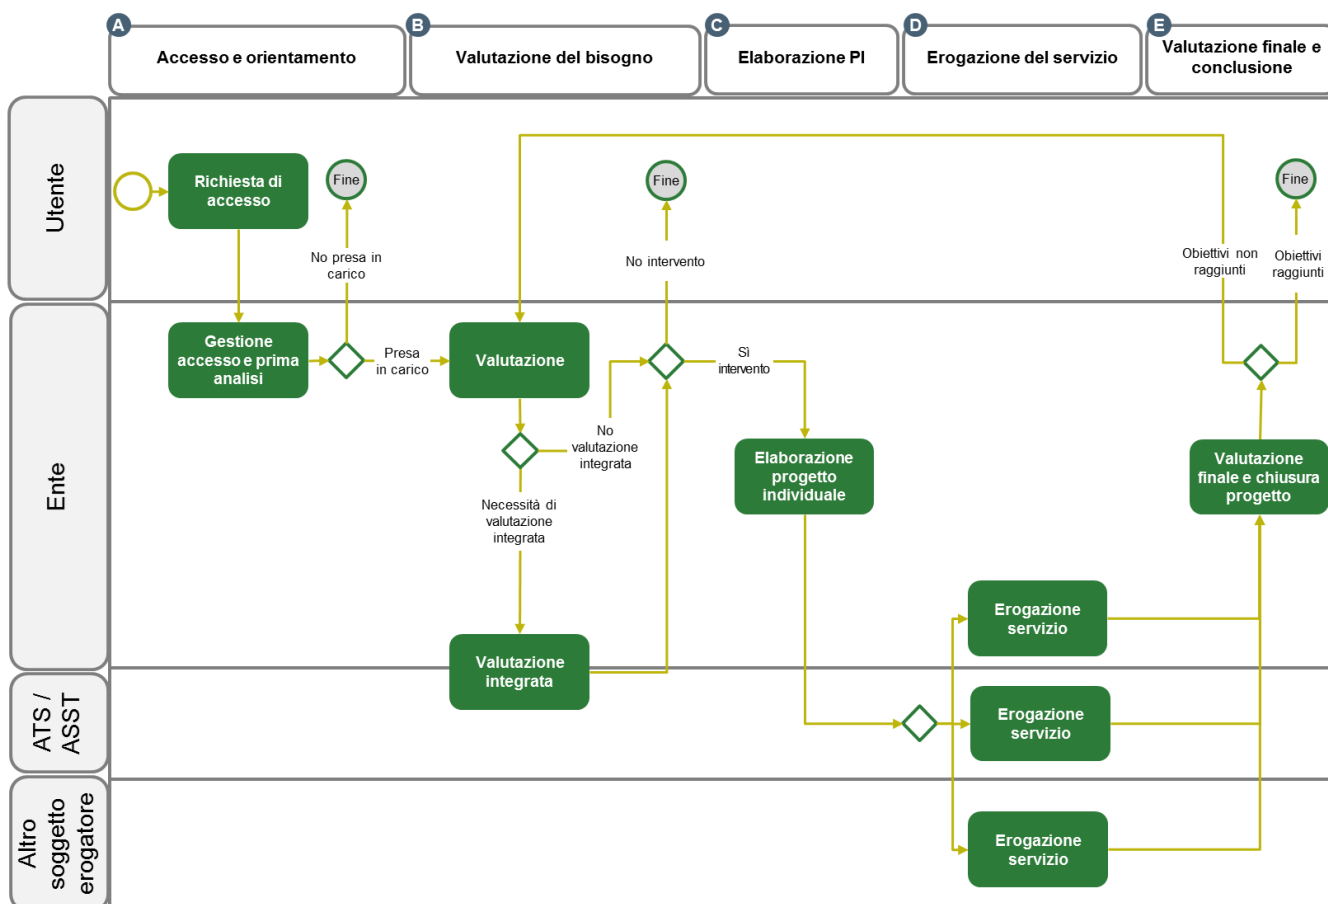 A
B
C
D
E
Accesso e orientamento
Valutazione del bisogno
Elaborazione PI
Erogazione del servizio
Valutazione finale e
conclusione
Utente
Richiesta di
accesso
Fine
No presa in
carico
Fine
No intervento
Fine
Obiettivi non
raggiunti
Obiettivi
raggiunti
Ente
Gestione
accesso e prima
analisi
Presa
in carico
Valutazione
Sì
intervento
No
valutazione
integrata
Necessità di
valutazione
integrata
Elaborazione
progetto
individuale
Valutazione
finale e chiusura
progetto
Erogazione
servizio
Valutazione
integrata
ATS /
ASST
Erogazione
servizio
Altro
soggetto
erogatore
Erogazione
servizio